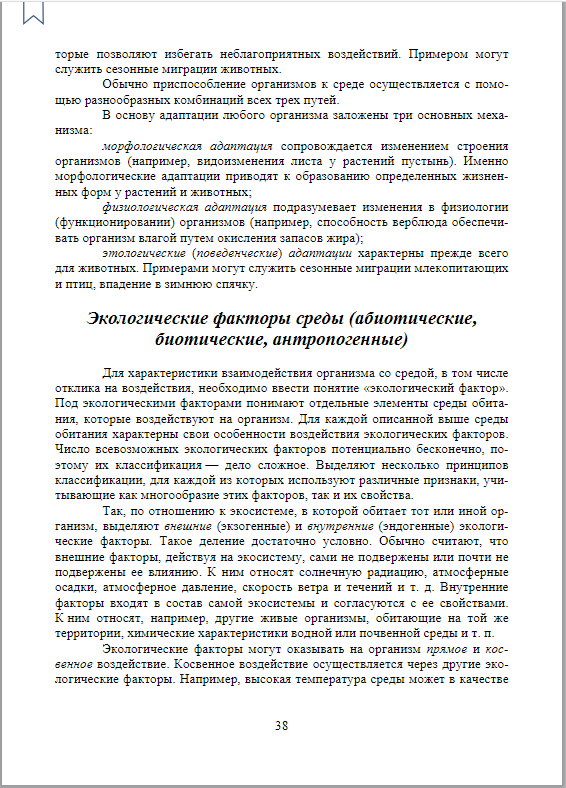 торые позволяют избегать неблагоприятных воздействий. Примером могут
служить сезонные миграции животных.
Обычно приспособление организмов к среде осуществляется с помо-
щью разнообразных комбинаций всех трех путей.
В основу адаптации любого организма заложены три основных меха-
низма:
морфологическая адаптация сопровождается изменением строения
организмов (например, видоизменения листа у растений пустынь). Именно
морфологические адаптации приводят к образованию определенных жизнен-
ных форм у растений и животных;
физиологическая адаптация подразумевает изменения в физиологии
(функционировании) организмов (например, способность верблюда обеспечи-
вать организм влагой путем окисления запасов жира);
этологические (поведенческие) адаптации характерны прежде всего
для животных. Примерами могут служить сезонные миграции млекопитающих
и птиц, впадение в зимнюю спячку.
Экологические факторы среды (абиотические,
биотические, антропогенные)
Для характеристики взаимодействия организма со средой, в том числе
отклика на воздействия, необходимо ввести понятие «экологический фактор».
Под экологическими факторами понимают отдельные элементы среды обита-
ния, которые воздействуют на организм. Для каждой описанной выше среды
обитания характерны свои особенности воздействия экологических факторов.
Число всевозможных экологических факторов потенциально бесконечно, по-
этому их классификация — дело сложное. Выделяют несколько принципов
классификации, для каждой из которых используют различные признаки, учи-
тывающие как многообразие этих факторов, так и их свойства.
Так, по отношению к экосистеме, в которой обитает тот или иной ор-
ганизм, выделяют внешние (экзогенные) и внутренние (эндогенные) экологи-
ческие факторы. Такое деление достаточно условно. Обычно считают, что
внешние факторы, действуя на экосистему, сами не подвержены или почти не
подвержены ее влиянию. К ним относят солнечную радиацию, атмосферные
осадки, атмосферное давление, скорость ветра и течений и т. д. Внутренние
факторы входят в состав самой экосистемы и согласуются с ее свойствами.
К ним относят, например, другие живые организмы, обитающие на той же
территории, химические характеристики водной или почвенной среды и т. п.
Экологические факторы могут оказывать на организм прямое и кос-
венное воздействие. Косвенное воздействие осуществляется через другие эко-
логические факторы. Например, высокая температура среды может в качестве
38